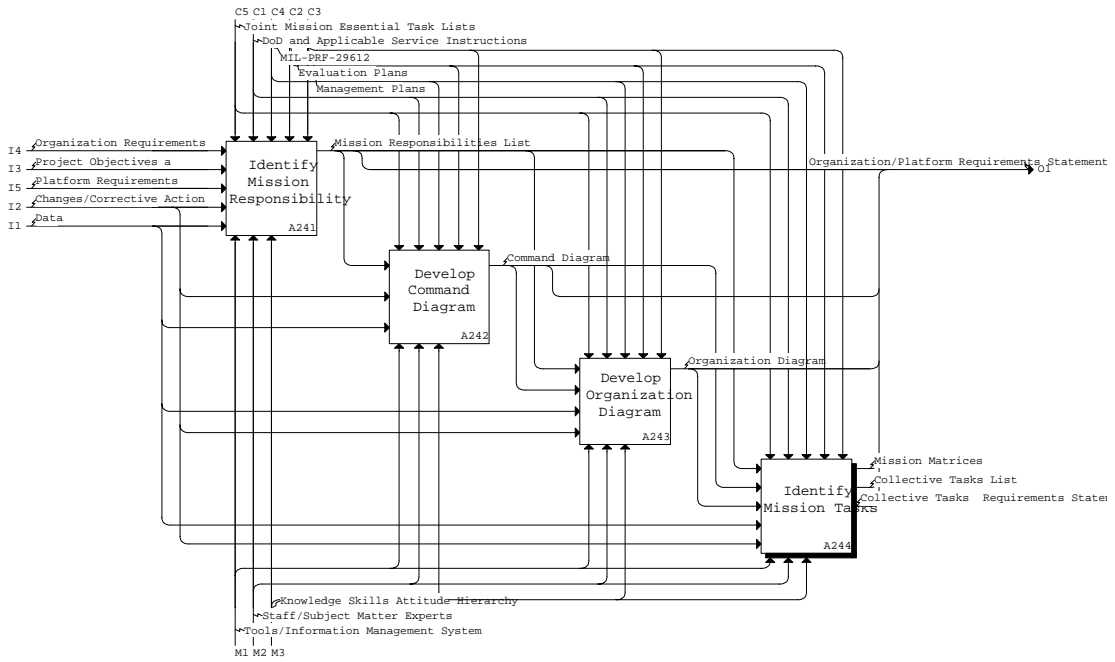 C5 C1 C4 C2 C3
Joint Mission Essential Task Lists
DoD and Applicable Service Instructions
MIL-PRF-29612
Evaluation Plans
Management Plans
I4 Organization Requirements
I3 Project Objectives a
I5 Platform Requirements
I2 Changes/Corrective Action
I1 Data
Identify
Mission
Responsibility
A241
Mission Responsibilities List
Organization/Platform Requirements Statement
O1
Develop
Command
Diagram
A242
Command Diagram
Develop
Organization
Diagram
A243
Organization Diagram
Identify
Mission Tasks
A244
Mission Matrices
Collective Tasks List
Collective Tasks Requirements Statem
Knowledge Skills Attitude Hierarchy
Staff/Subject Matter Experts
Tools/Information Management System
M1 M2 M3